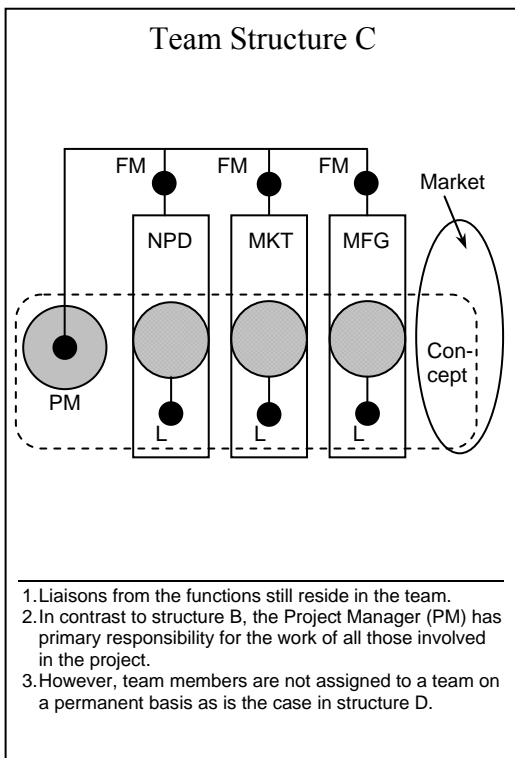 Team Structure C
FM FM FM
Market
NPD MKT MFG
Con-
cept
PM
L L L
1.Liaisons from the functions still reside in the team.
2.In contrast to structure B, the Project Manager (PM) has
primary responsibility for the work of all those involved
in the project.
3.However, team members are not assigned to a team on
a permanent basis as is the case in structure D.